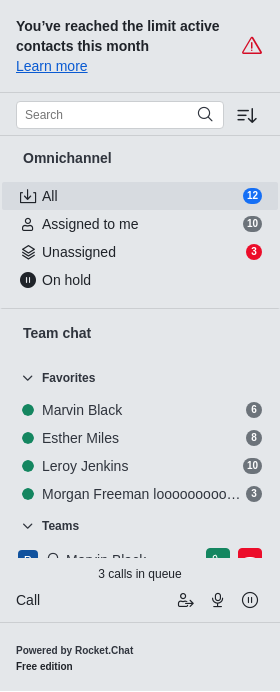 You’ve reached the limit active
contacts this month
Learn more
Search
Omnichannel
All 12
Assigned to me 10
Unassigned 3
On hold
Team chat
Favorites
Marvin Black 6
Esther Miles 8
Leroy Jenkins 10
Morgan Freeman looooooooo… 3
Teams
Marvin Black
3 calls in queue
Call
Powered by Rocket.Chat
Free edition